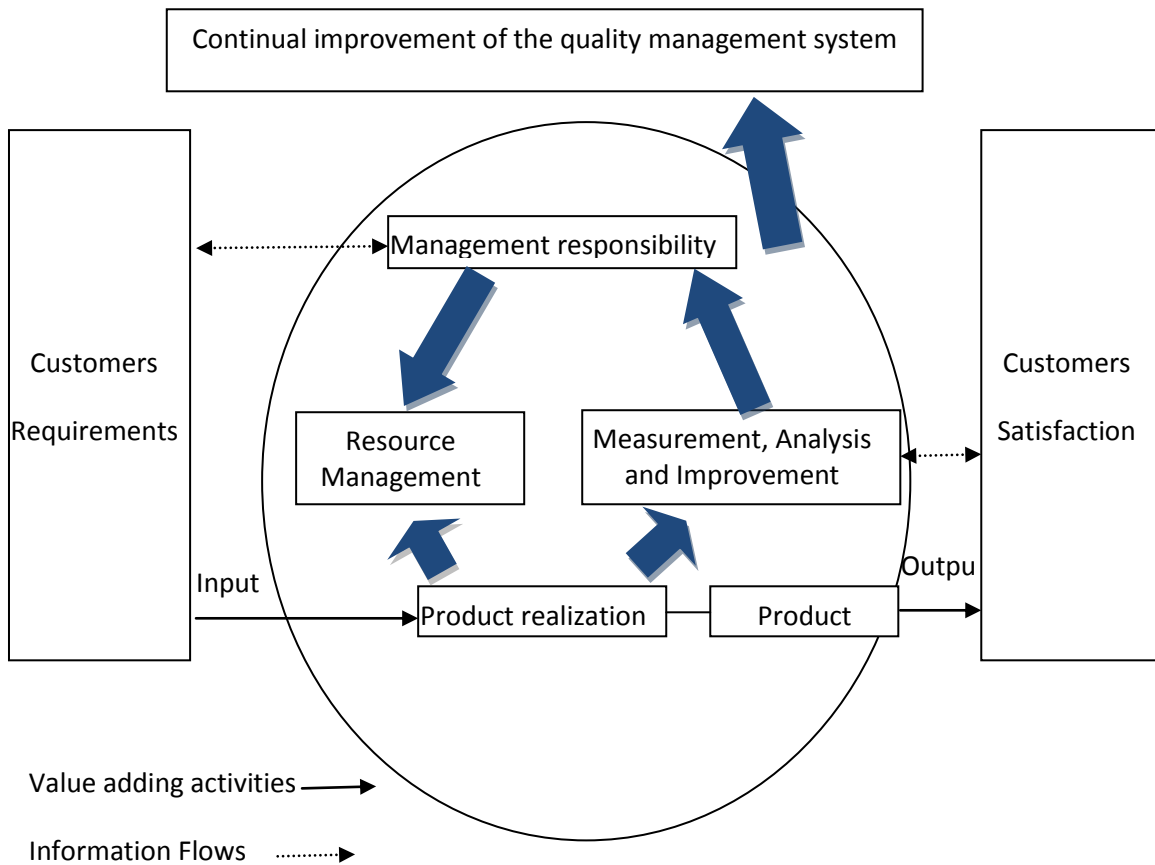 Continual improvement of the quality management system
Management responsibility
Customers
Requirements
Customers
Satisfaction
Resource
Management
Measurement, Analysis
and Improvement
Input
Outpu
Product realization
Product
Value adding activities
Information Flows